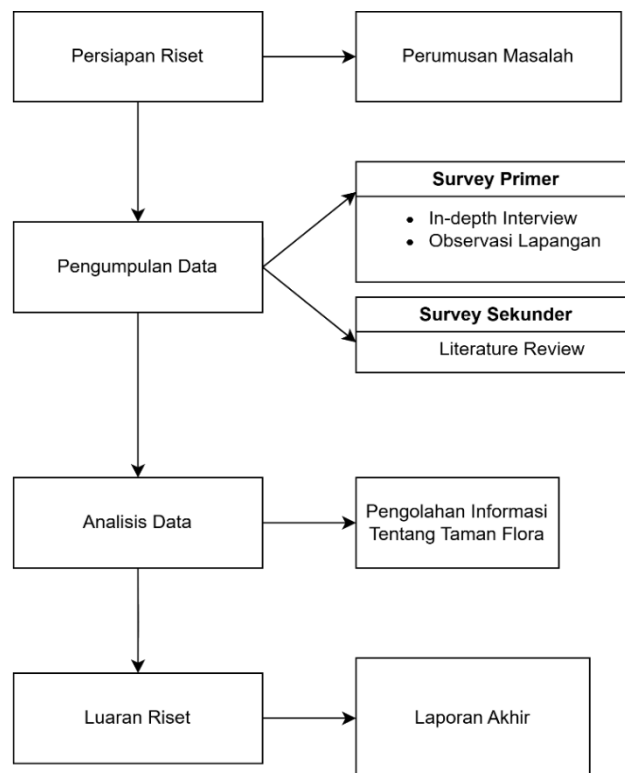 Persiapan Riset
Perumusan Masalah
Survey Primer
• In-depth Interview
• Observasi Lapangan
Pengumpulan Data
Survey Sekunder
Literature Review
Analisis Data
Pengolahan Informasi
Tentang Taman Flora
Luaran Riset
Laporan Akhir